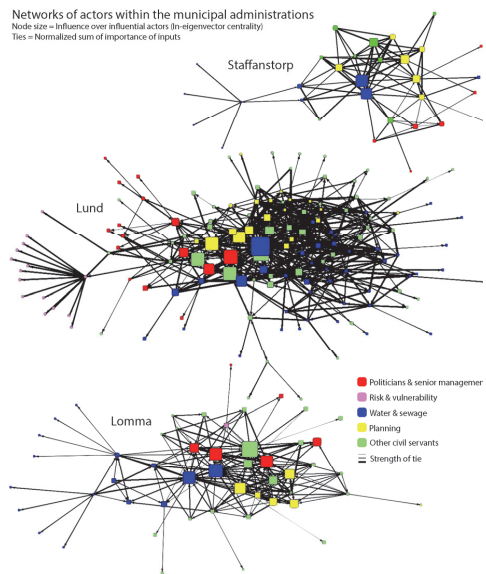 Networks of actors within the municipal administrations
Node size = Influence over influential actors (In-eigenvector centrality)
Ties = Normalized sum of importance of inputs
Staffanstorp
Lund
Politicians & senior managemen
Risk & vulnerability
Water & sewage
Lomma
Planning
Other civil servants
Strength of tie